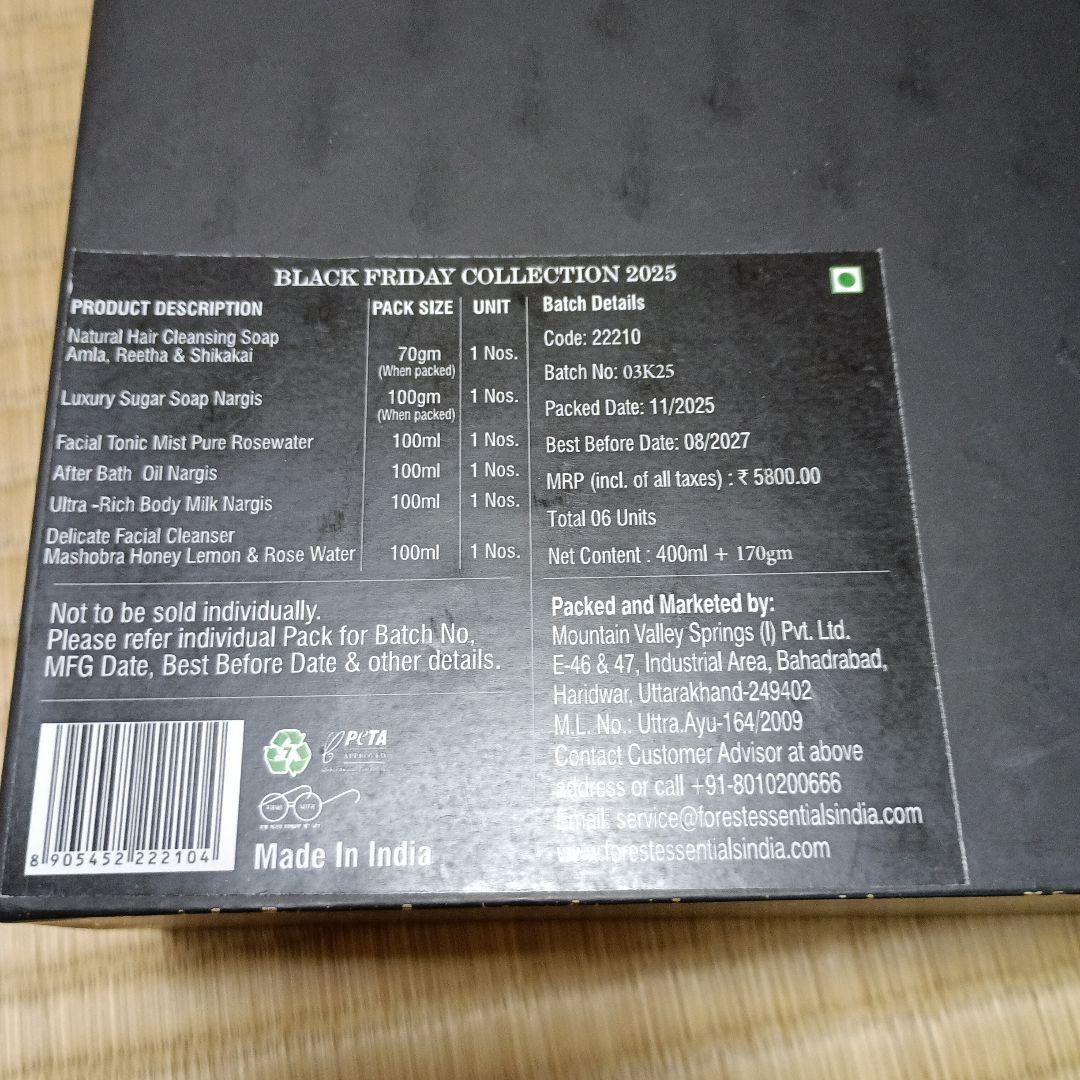 BLACK FRIDAY COLLECTION 2025
PRODUCT DESCRIPTION PACK SIZE UNIT
Natural Hair Cleansing Soap
Amla, Reetha & Shikakai 70gm 1 Nos.
(When packed)
Luxury Sugar Soap Nargis 100gm 1 Nos.
(When packed)
Facial Tonic Mist Pure Rosewater 100ml 1 Nos.
After Bath Oil Nargis 100ml 1 Nos.
Ultra -Rich Body Milk Nargis 100ml 1 Nos.
Delicate Facial Cleanser
Mashobra Honey Lemon & Rose Water 100ml 1 Nos.
Not to be sold individually.
Please refer individual Pack for Batch No,
MFG Date, Best Before Date & other details.
8 905452 222104
PeTA
APPROVED
Made In India
Batch Details
Code: 22210
Batch No: 03K25
Packed Date: 11/2025
Best Before Date: 08/2027
MRP (incl. of all taxes) : ₹ 5800.00
Total 06 Units
Net Content : 400ml + 170gm
Packed and Marketed by:
Mountain Valley Springs (I) Pvt. Ltd.
E-46 & 47, Industrial Area, Bahadrabad,
Haridwar, Uttarakhand-249402
M.L. No.: Uttra.Ayu-164/2009
Contact Customer Advisor at above
address or call +91-8010200666
Email: service@forestessentialsindia.com
www.forestessentialsindia.com